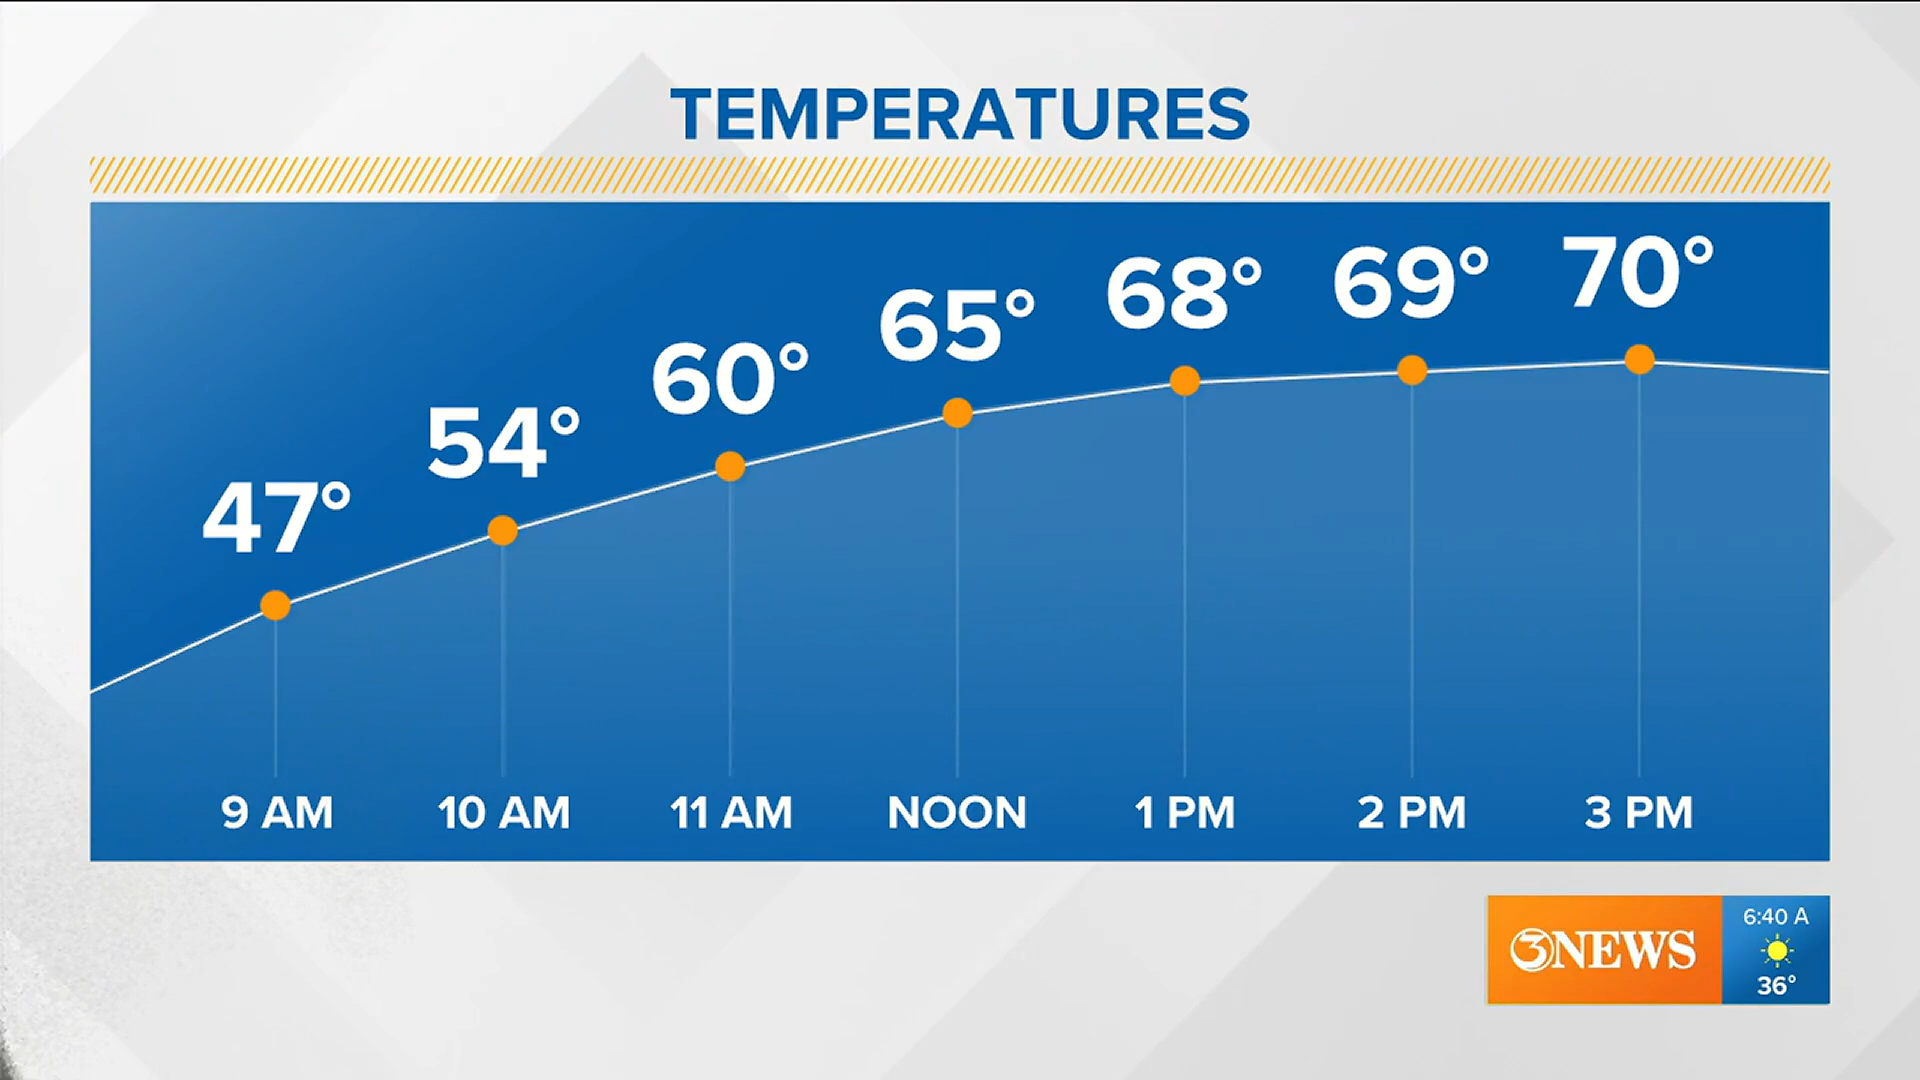 TEMPERATURES
47° 54° 60° 65° 68° 69° 70°
9 AM 10 AM 11 AM NOON 1 PM 2 PM 3 PM
3NEWS
6:40 A
36°